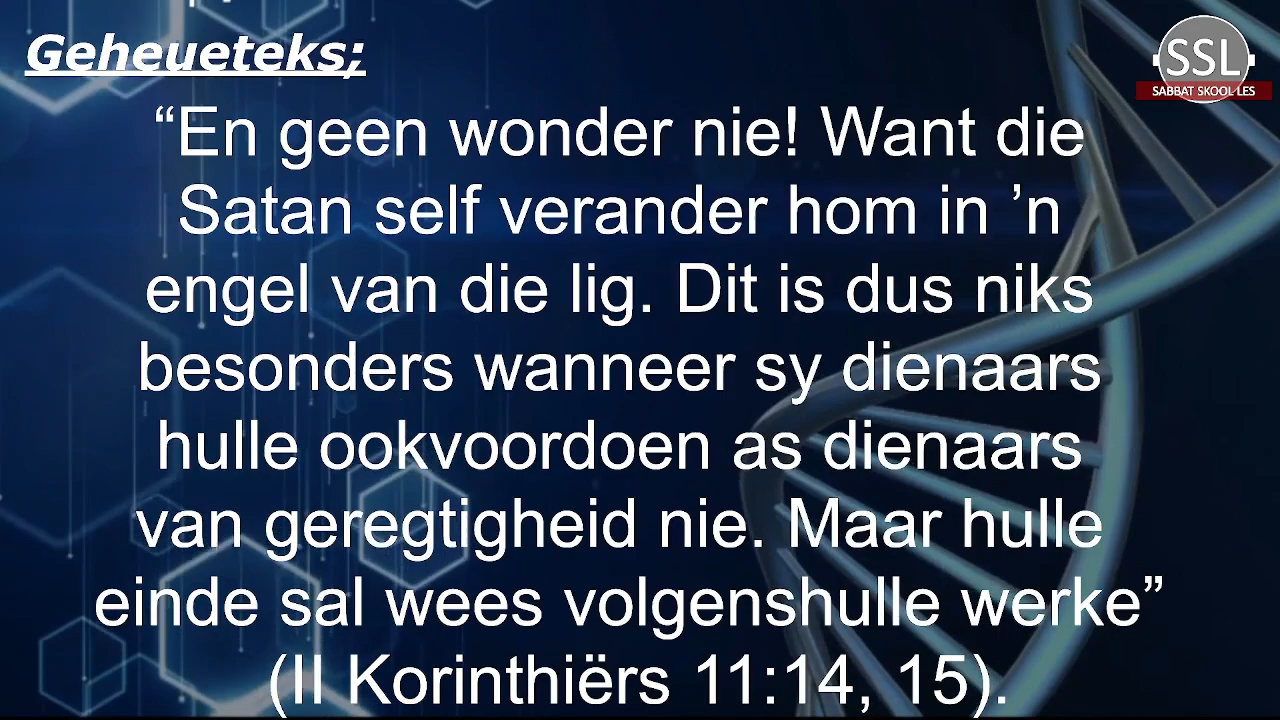 Geheueteks;
SSL
SABBAT SKOOL LES
“En geen wonder nie! Want die
Satan self verander hom in ’n
engel van die lig. Dit is dus niks
besonders wanneer sy dienaars
hulle ookvoordoen as dienaars
van geregtigheid nie. Maar hulle
einde sal wees volgenshulle werke”
(II Korinthiërs 11:14, 15).